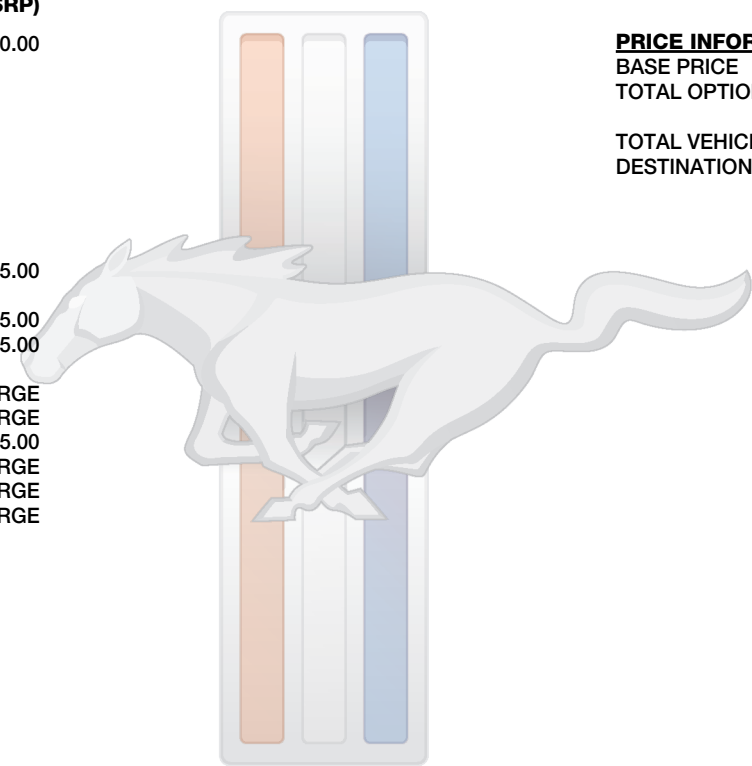 SRP)
0.00
5.00
5.00
5.00
RGE
RGE
5.00
RGE
RGE
RGE
PRICE INFOR
BASE PRICE
TOTAL OPTIO
TOTAL VEHICL
DESTINATION